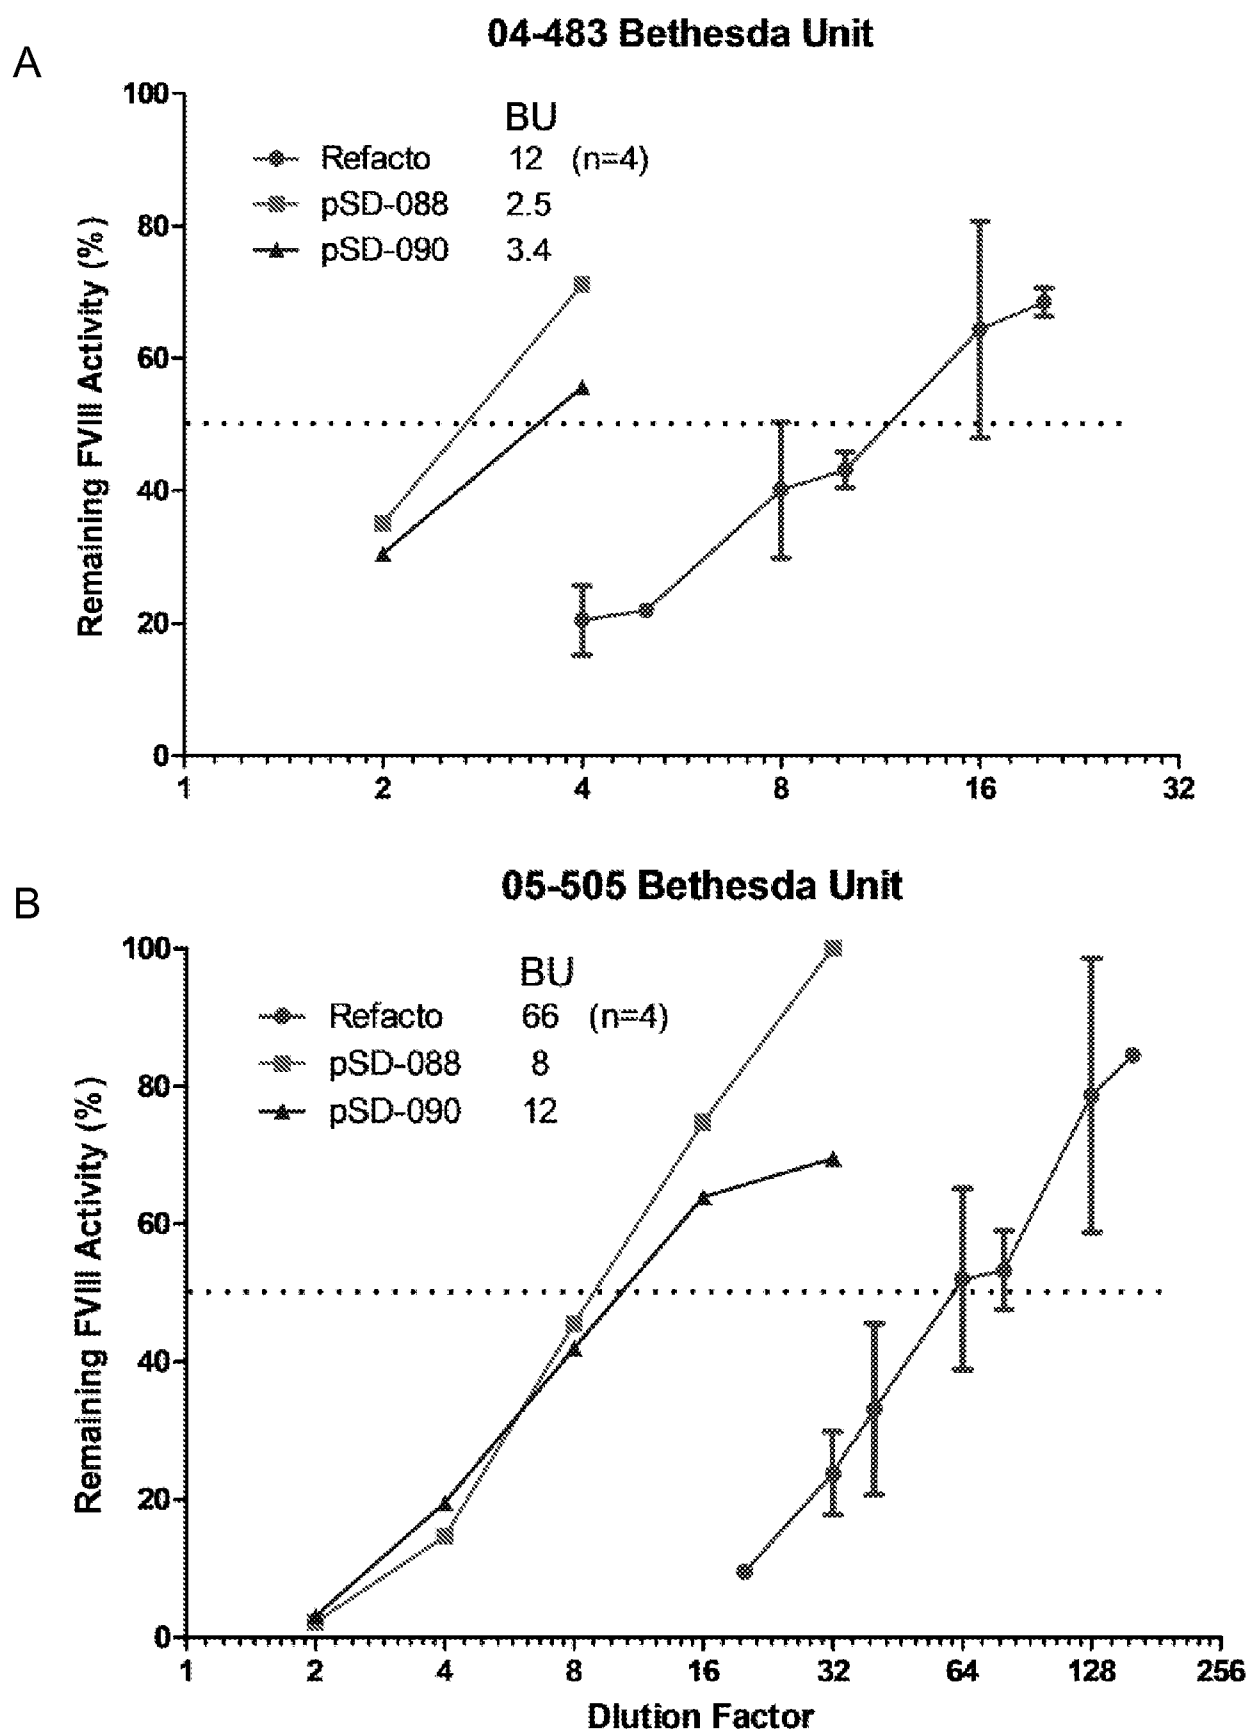 04-483 Bethesda Unit
A
100
BU
Refacto 12 (n=4)
pSD-088 2.5
pSD-090 3.4
80
60
40
20
0
Remaining FVIII Activity (%)
1 2 4 8 16 32
05-505 Bethesda Unit
B
100
BU
Refacto 66 (n=4)
pSD-088 8
pSD-090 12
80
60
40
20
0
Remaining FVIII Activity (%)
1 2 4 8 16 32 64 128 256
Dlution Factor